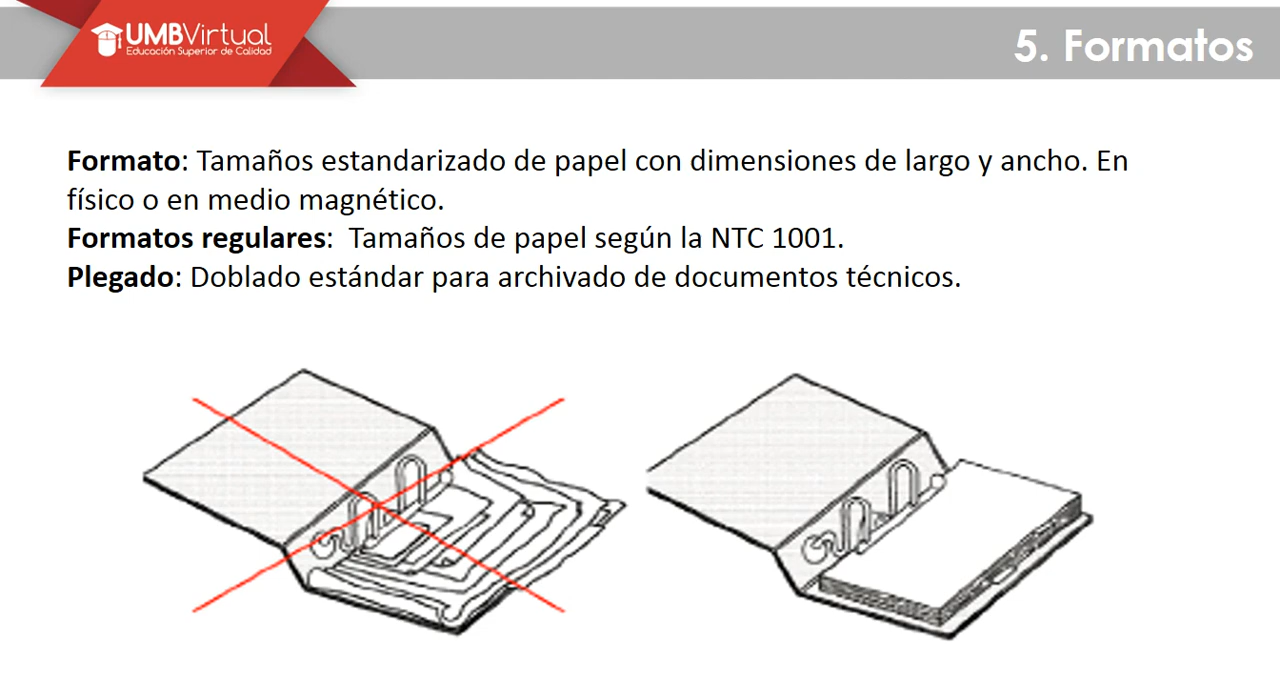 UMBVirtual
Educación Superior de Calidad
5. Formatos
Formato: Tamaños estandarizado de papel con dimensiones de largo y ancho. En
físico o en medio magnético.
Formatos regulares: Tamaños de papel según la NTC 1001.
Plegado: Doblado estándar para archivado de documentos técnicos.